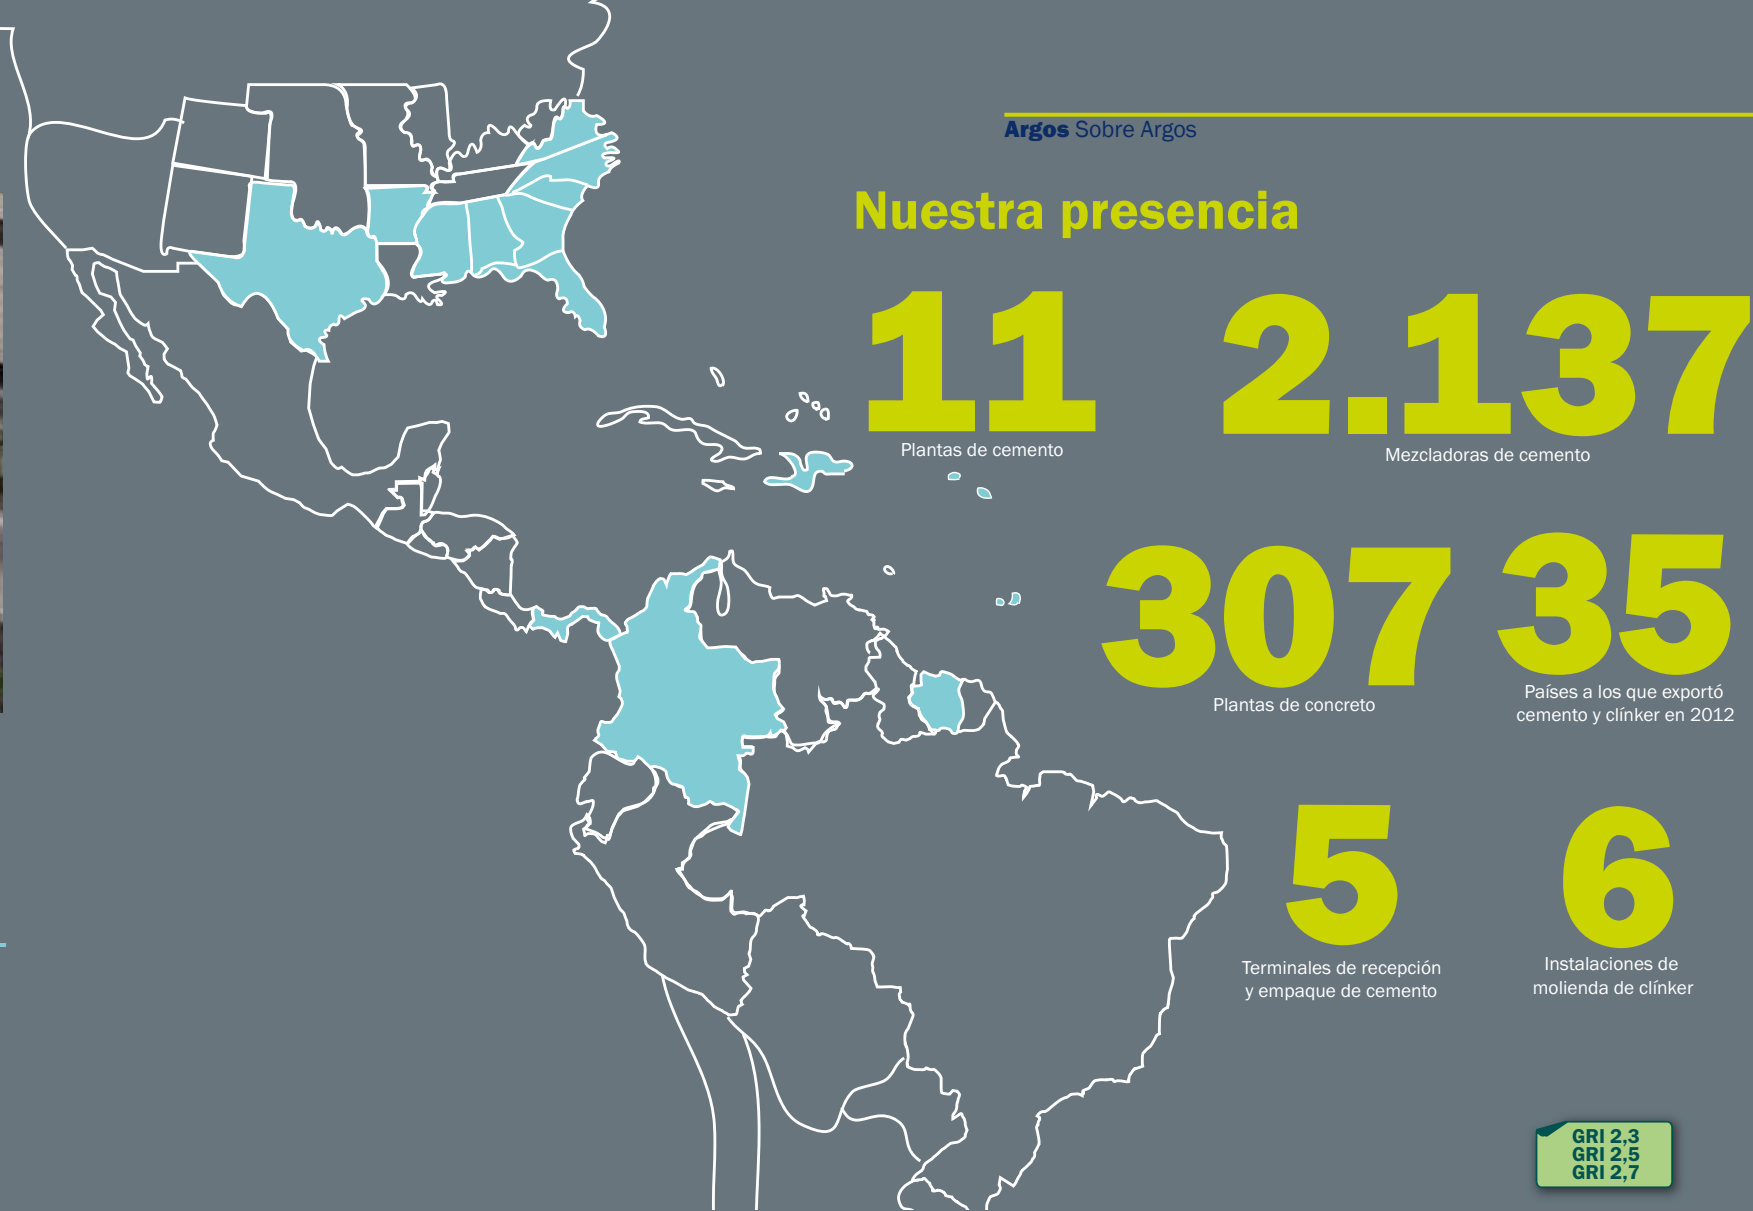 Argos Sobre Argos
Nuestra presencia
11
Plantas de cemento
2.137
Mezcladoras de cemento
307
Plantas de concreto
35
Países a los que exportó
cemento y clínker en 2012
5
Terminales de recepción
y empaque de cemento
6
Instalaciones de
molienda de clínker
GRI 2,3
GRI 2,5
GRI 2,7